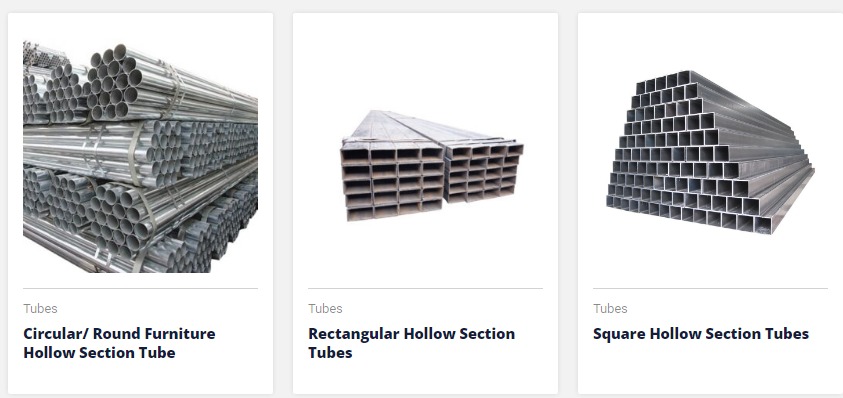 Tubes
Circular/ Round Furniture
Hollow Section Tube
Tubes
Rectangular Hollow Section
Tubes
Tubes
Square Hollow Section Tubes